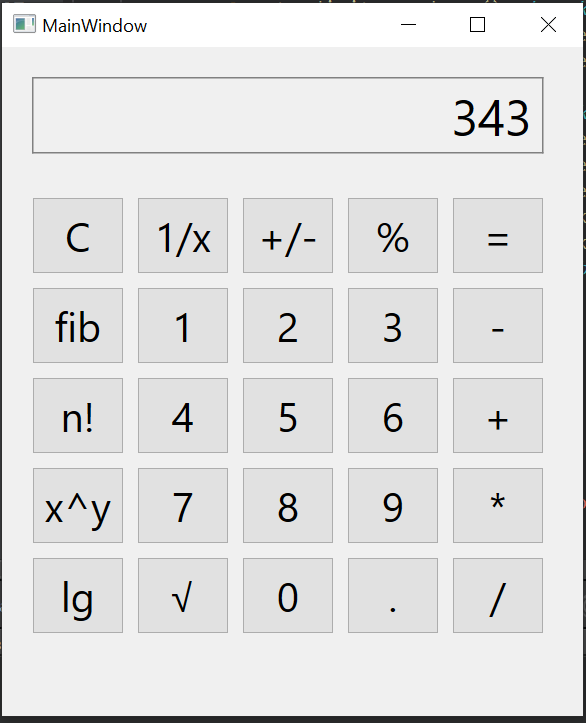 MainWindow
343
C 1/x +/- % =
fib 1 2 3 -
n! 4 5 6 +
x^y 7 8 9 *
lg √ 0 . /